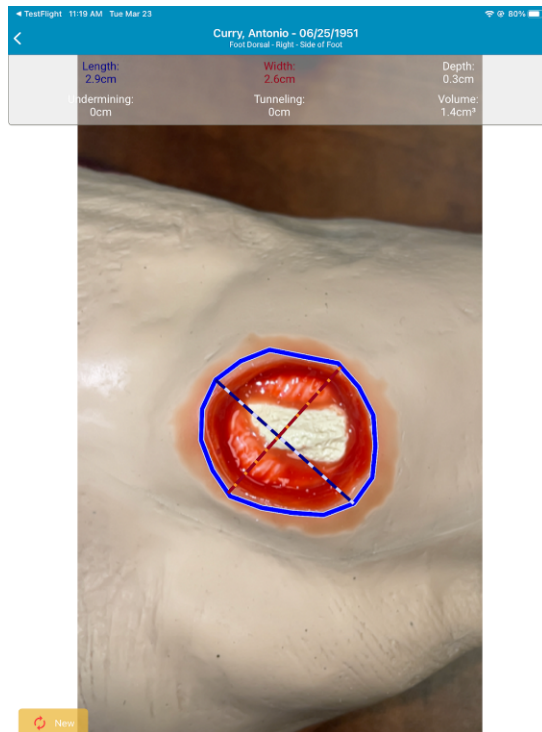 ◄ TestFlight 11:19 AM Tue Mar 23 80%
Curry, Antonio - 06/25/1951
Foot Dorsal - Right - Side of Foot
Length: Width: Depth:
2.9cm 2.6cm 0.3cm
Undermining: Tunneling: Volume:
0cm 0cm 1.4cm³
New